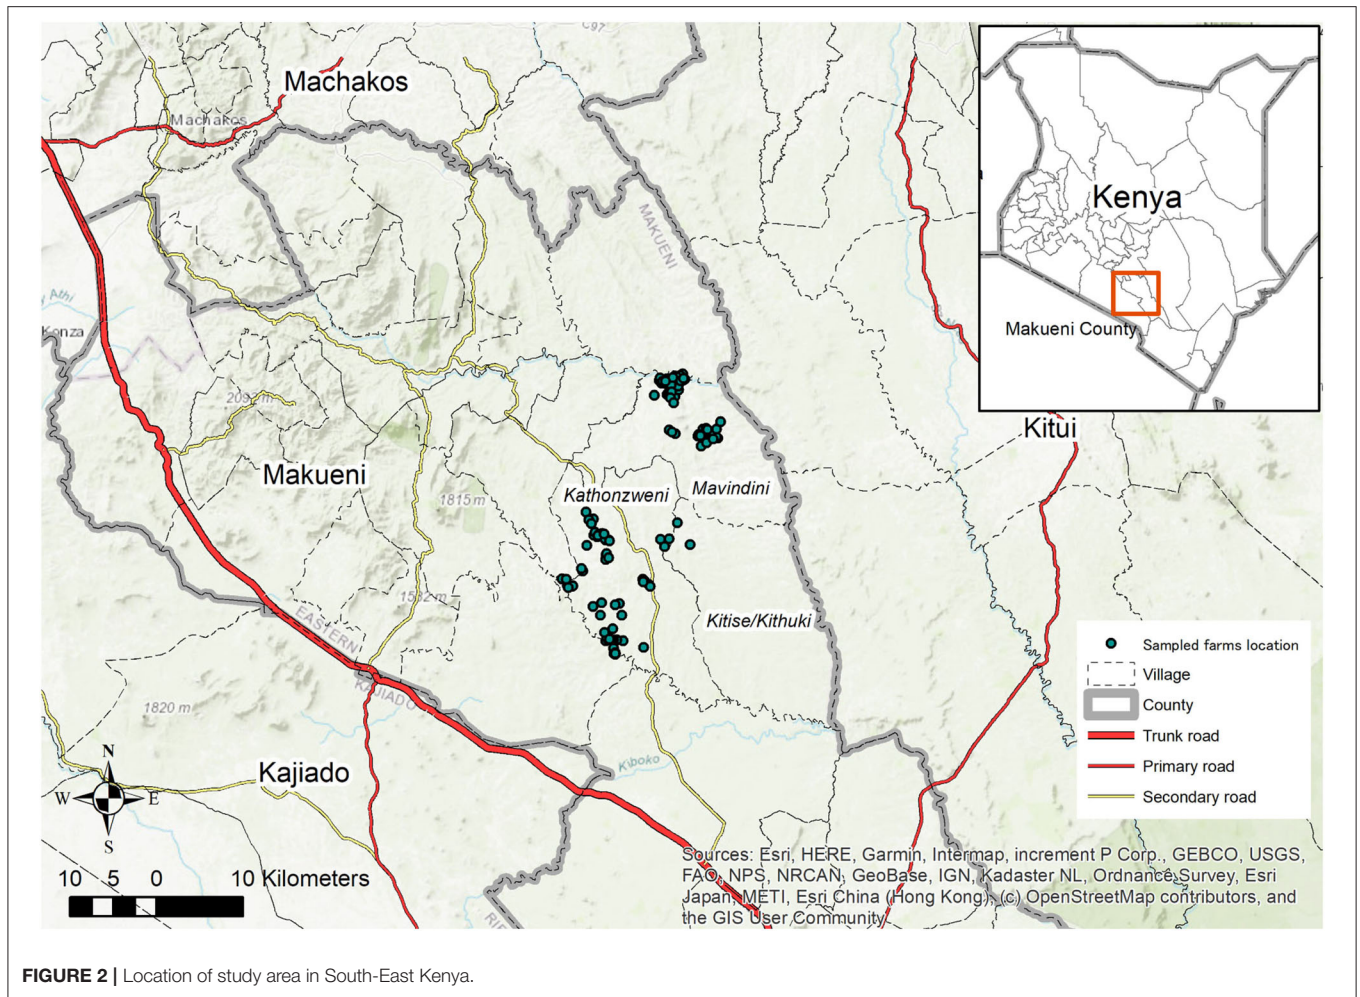 C97
Machakos
Machakos
Kenya
MAKUENI
Athi
Konza
Makueni County
209 m
Kitui
Makueni
1815 m
Kathonzweni
Mavindini
1532 m
EASTERN
Kitise/Kithuki
KAJIADO
1820 m
Kiboko
Kajiado
N
W
E
S
Sampled farms location
Village
County
Trunk road
Primary road
Secondary road
10 5 0 10 Kilometers
Sources: Esri, HERE, Garmin, Intermap, increment P Corp., GEBCO, USGS,
FAO, NPS, NRCAN, GeoBase, IGN, Kadaster NL, Ordnance Survey, Esri
Japan, METI, Esri China (Hong Kong), (c) OpenStreetMap contributors, and
the GIS User Community
FIGURE 2 | Location of study area in South-East Kenya.